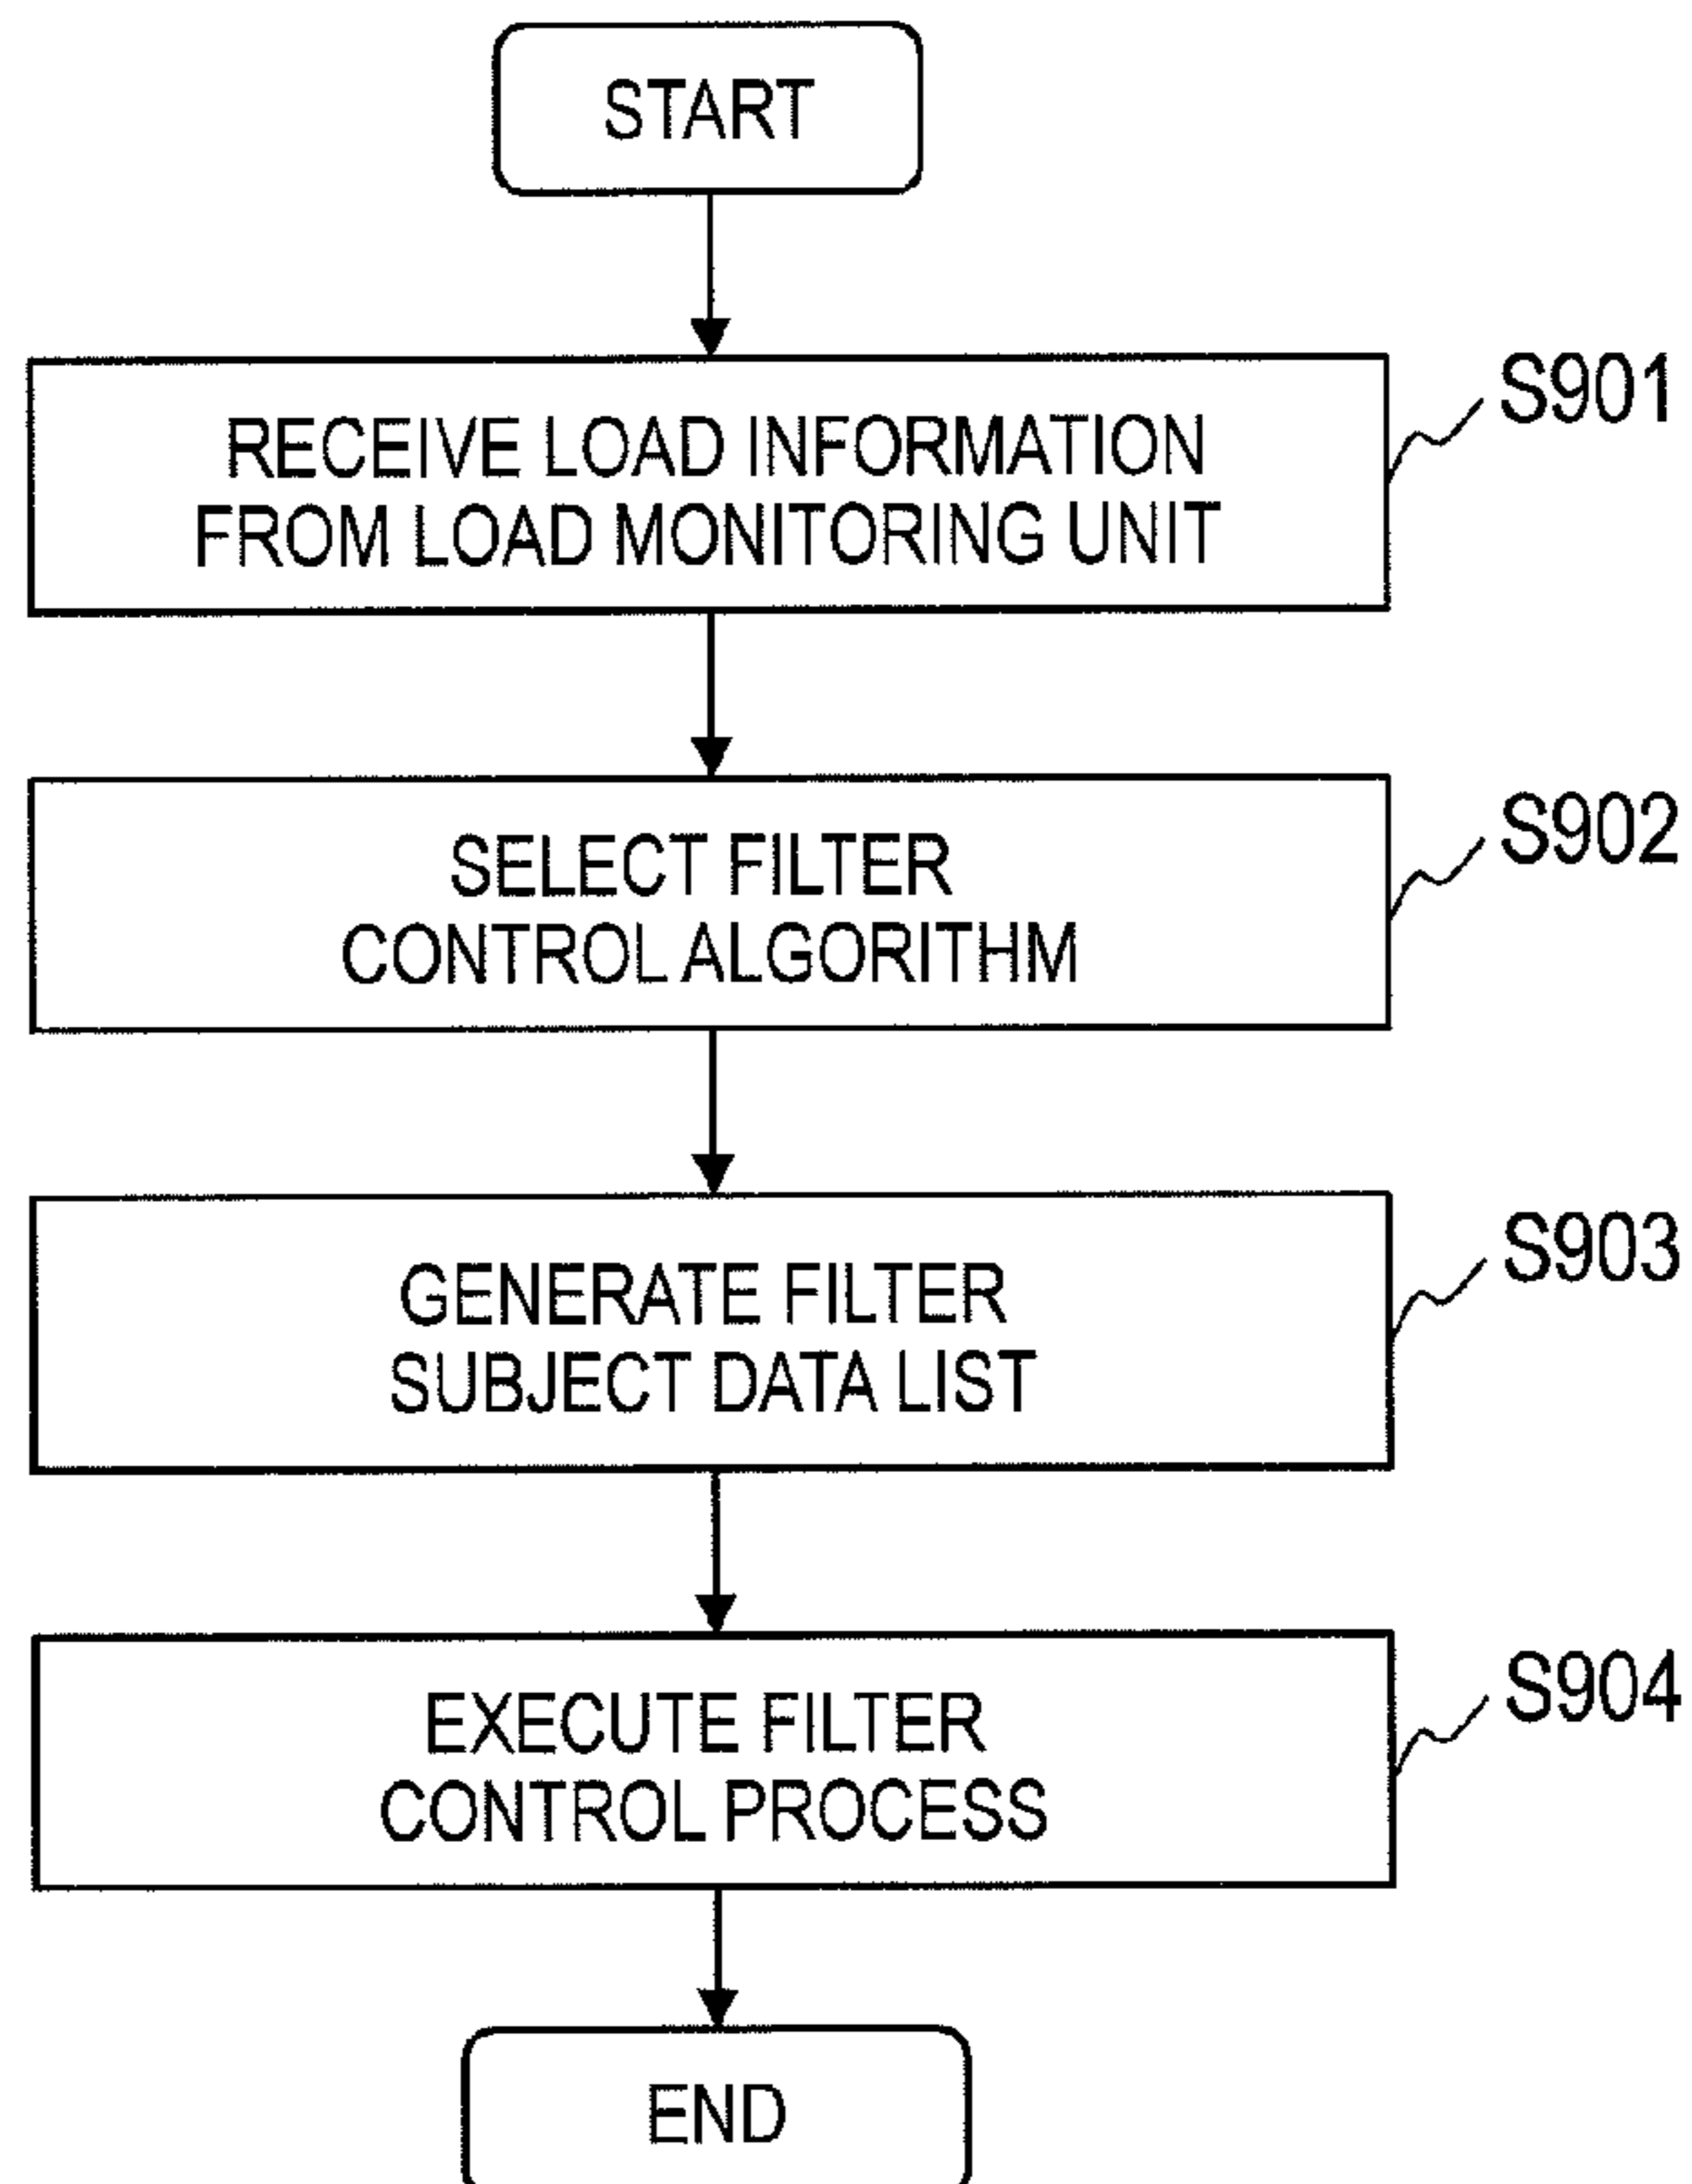 START
RECEIVE LOAD INFORMATION
FROM LOAD MONITORING UNIT
S901
SELECT FILTER
CONTROL ALGORITHM
S902
GENERATE FILTER
SUBJECT DATA LIST
S903
EXECUTE FILTER
CONTROL PROCESS
S904
END